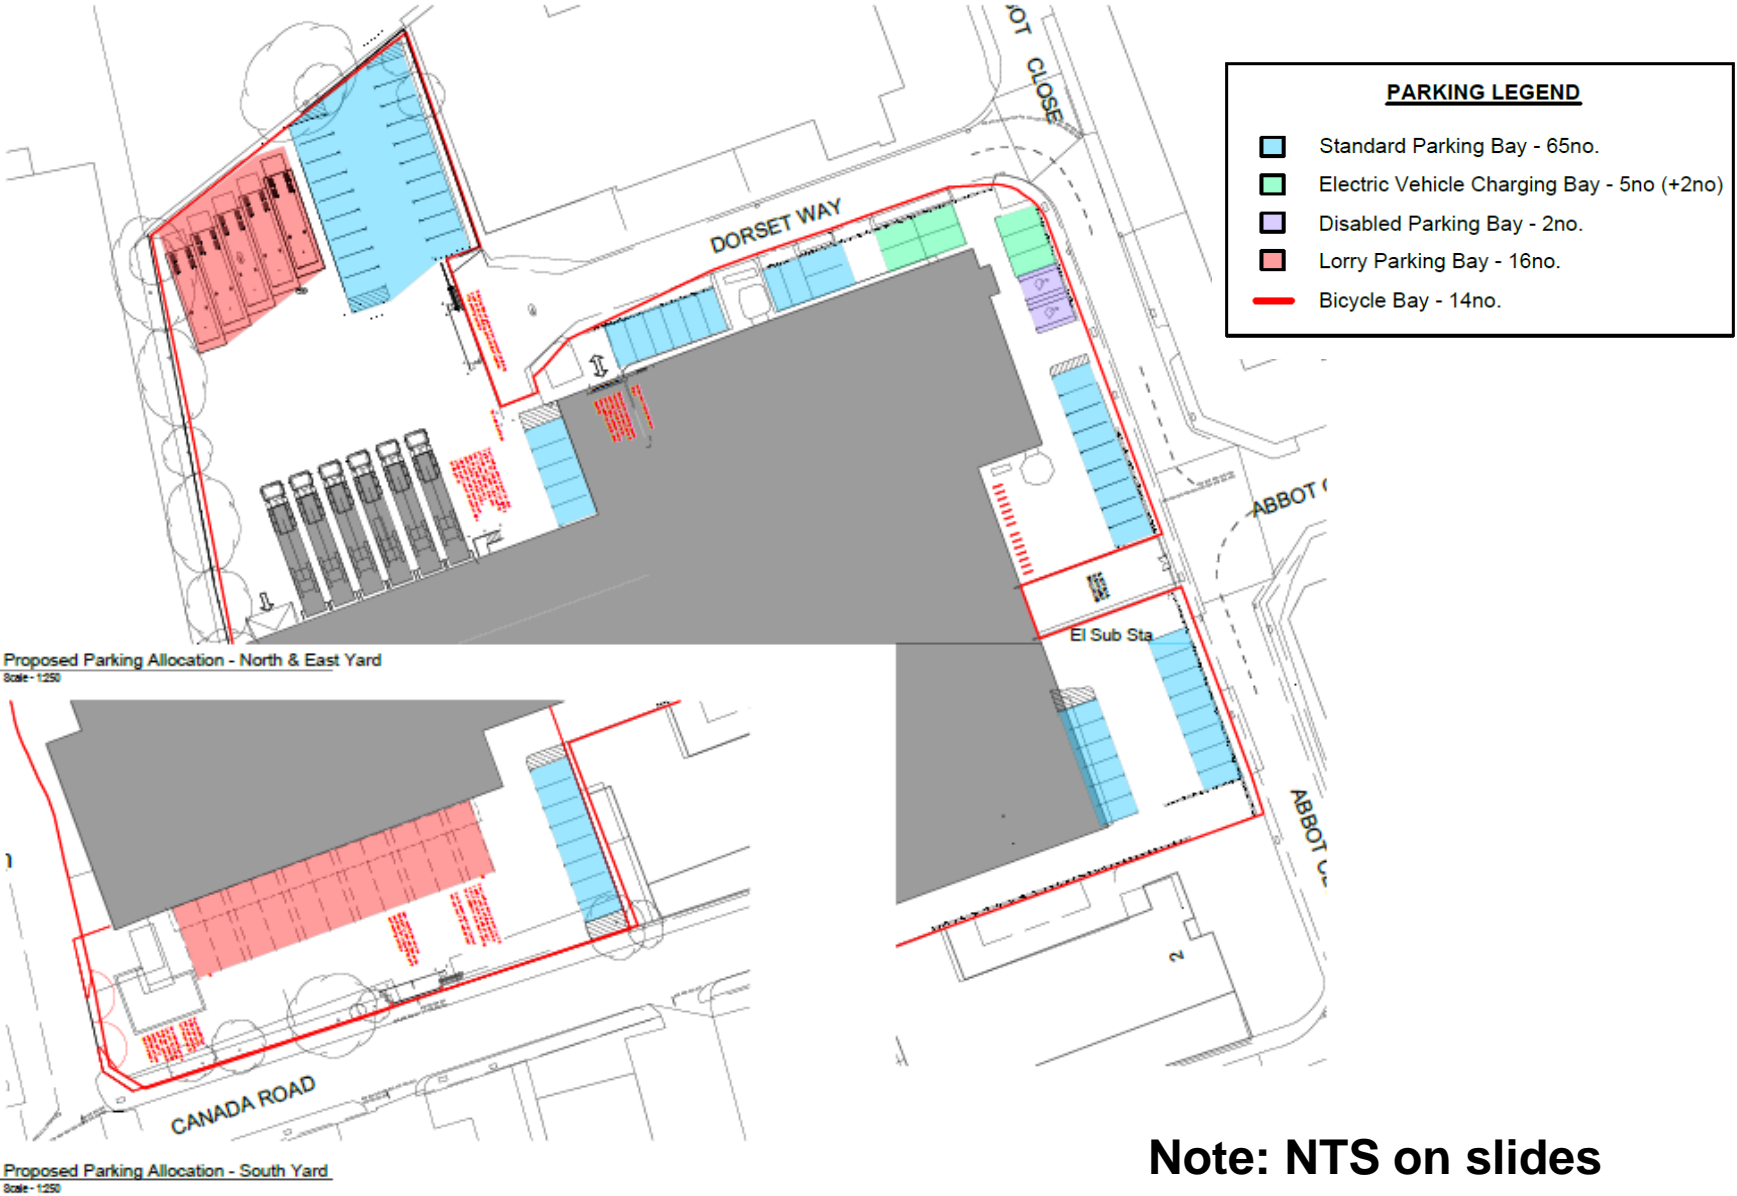 PARKING LEGEND
Standard Parking Bay - 65no.
Electric Vehicle Charging Bay - 5no (+2no)
Disabled Parking Bay - 2no.
Lorry Parking Bay - 16no.
Bicycle Bay - 14no.
CLOSE
DORSET WAY
ABBOT
El Sub Sta
Proposed Parking Allocation - North & East Yard
Scale - 1:250
ABBOT
2
CANADA ROAD
Proposed Parking Allocation - South Yard
Scale - 1:250
Note: NTS on slides